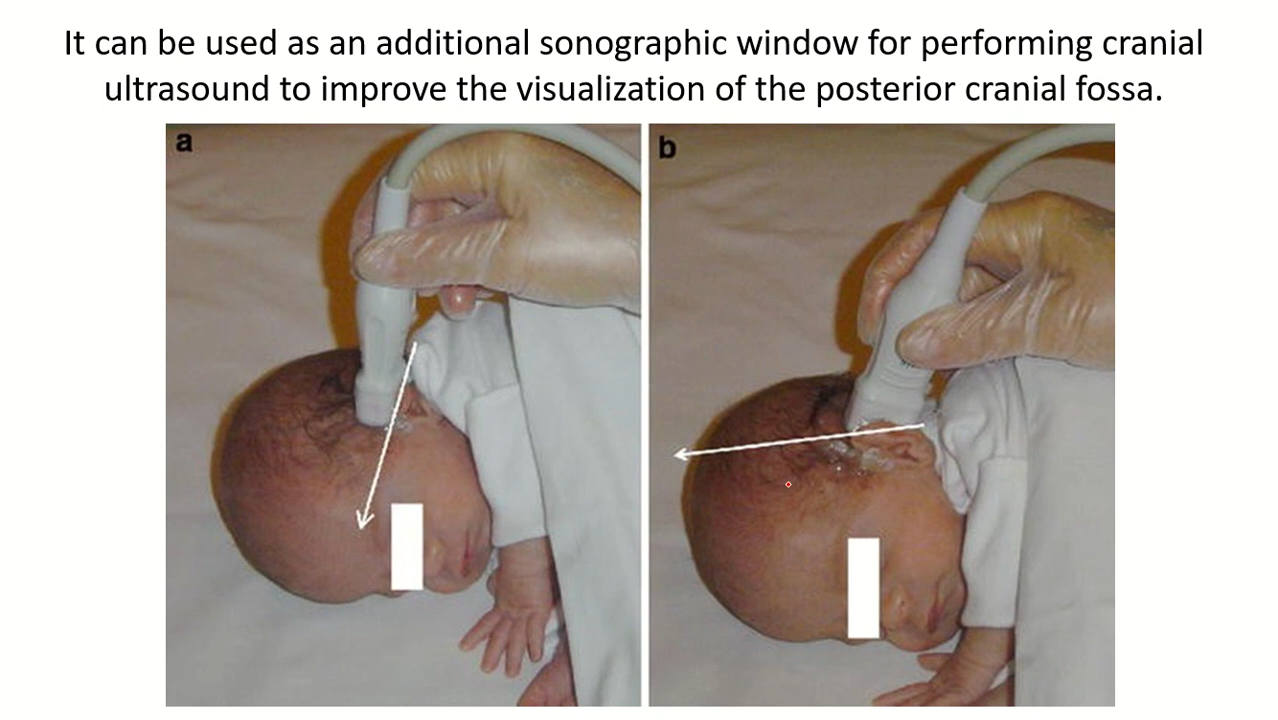 It can be used as an additional sonographic window for performing cranial
ultrasound to improve the visualization of the posterior cranial fossa.
a
b